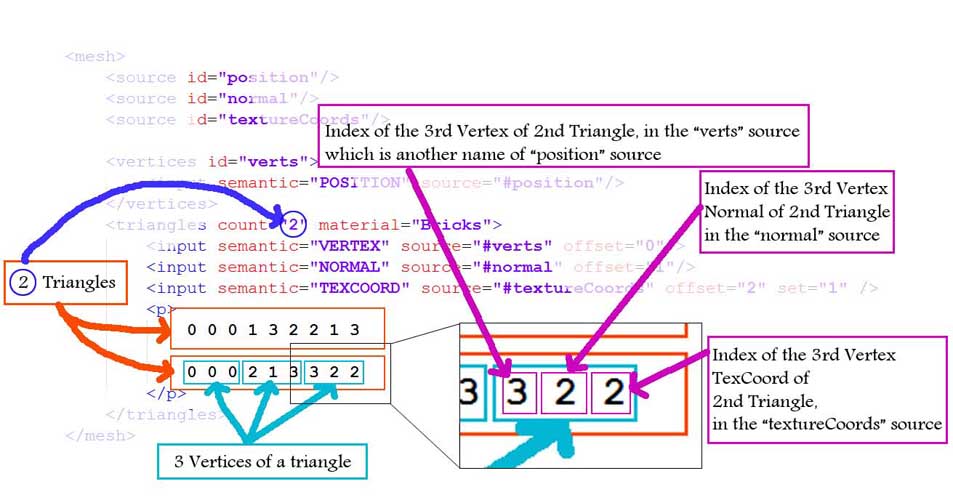 <mesh>
<source id="position"/>
<source id="normal"/>
<source id="textureCoords"/>
Index of the 3rd Vertex of 2nd Triangle, in the “verts” source
which is another name of “position” source
<vertices id="verts">
semantic="POSITION" source="#position"/>
</vertices>
Index of the 3rd Vertex
Normal of 2nd Triangle
in the “normal” source
<triangles count "2" material="Bricks">
<input semantic="VERTEX" source="#verts" offset="0"
<input semantic="NORMAL" source="#normal" offset="1"/>
<input semantic="TEXCOORD" source="#textureCoords" offset="2" set="1" />
2 Triangles
<p>
0 0 0 1 3 2 2 1 3
0 0 0 2 1 3 3 2 2
</p>
</triangles>
</mesh>
3 Vertices of a triangle
3 3 2 2
Index of the 3rd Vertex
TexCoord of
2nd Triangle,
in the “textureCoords” source